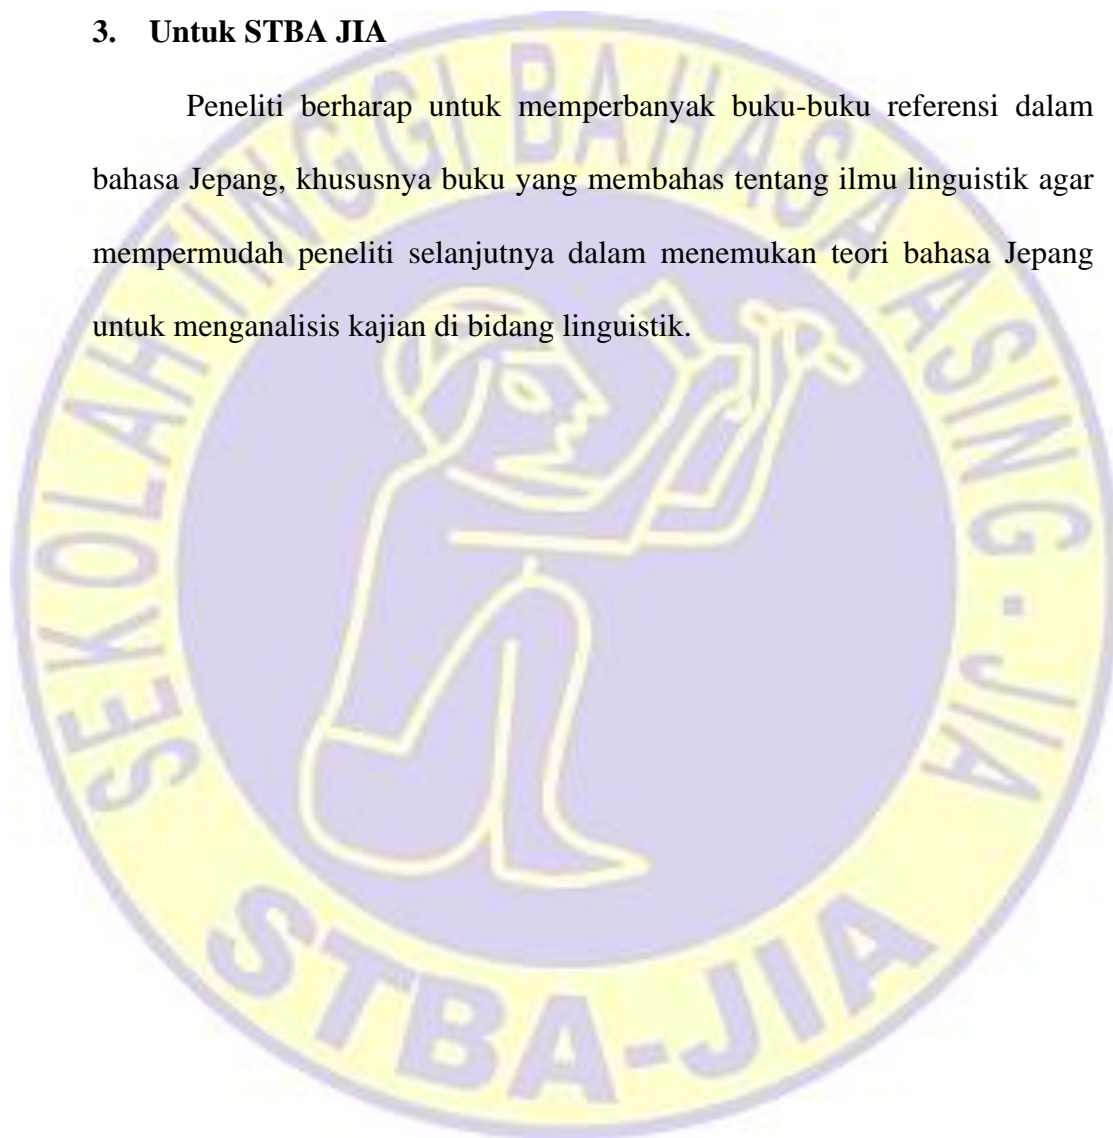 3. Untuk STBA JIA
Peneliti berharap untuk memperbanyak buku-buku referensi dalam
bahasa Jepang, khususnya buku yang membahas tentang ilmu linguistik agar
mempermudah peneliti selanjutnya dalam menemukan teori bahasa Jepang
untuk menganalisis kajian di bidang linguistik.
SEKOLAH TINGGI BAHASA ASING - JIA
STBA-JIA